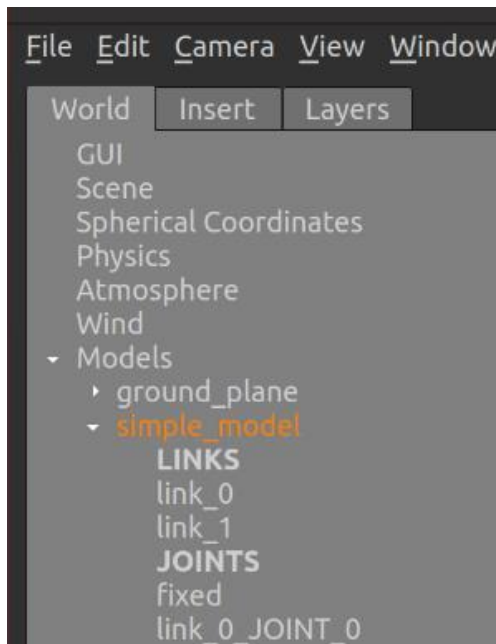 File Edit Camera View Window
World Insert Layers
GUI
Scene
Spherical Coordinates
Physics
Atmosphere
Wind
Models
ground_plane
simple_model
LINKS
link_0
link_1
JOINTS
fixed
link_0_JOINT_0